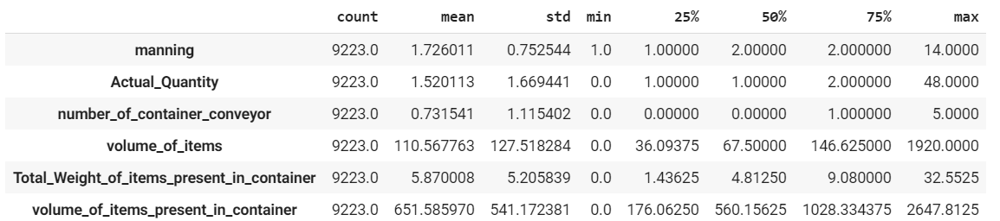 count mean std min 25% 50% 75% max
manning 9223.0 1.726011 0.752544 1.0 1.00000 2.00000 2.000000 14.0000
Actual_Quantity 9223.0 1.520113 1.669441 0.0 1.00000 1.00000 2.000000 48.0000
number_of_container_conveyor 9223.0 0.731541 1.115402 0.0 0.00000 0.00000 1.000000 5.0000
volume_of_items 9223.0 110.567763 127.518284 0.0 36.09375 67.50000 146.625000 1920.0000
Total_Weight_of_items_present_in_container 9223.0 5.870008 5.205839 0.0 1.43625 4.81250 9.080000 32.5525
volume_of_items_present_in_container 9223.0 651.585970 541.172381 0.0 176.06250 560.15625 1028.334375 2647.8125